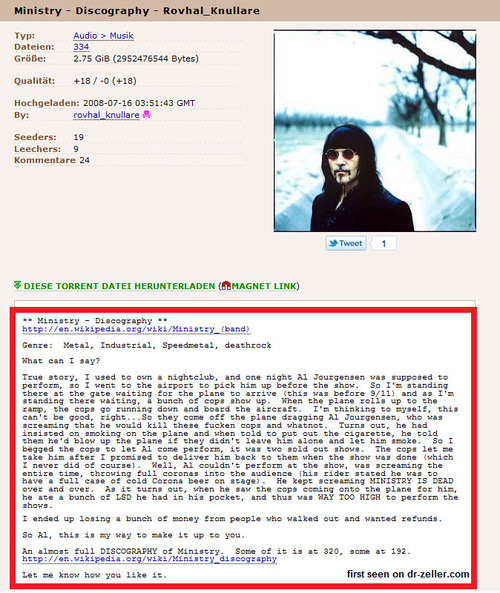 Ministry - Discography - Rovhal_Knullare
Typ: Audio > Musik
Dateien: 334
Größe: 2.75 GiB (2952476544 Bytes)
Qualität: +18 / -0 (+18)
Hochgeladen: 2008-07-16 03:51:43 GMT
By: rovhal_knullare
Seeders: 19
Leechers: 9
Kommentare 24
Tweet 1
DIESE TORRENT DATEI HERUNTERLADEN (MAGNET LINK)
** Ministry - Discography **
http://en.wikipedia.org/wiki/Ministry_(band)
Genre: Metal, Industrial, Speedmetal, deathrock
What can I say?
True story, I used to own a nightclub, and one night Al Jourgensen was supposed to
perform, so I went to the airport to pick him up before the show. So I'm standing
there at the gate waiting for the plane to arrive (this was before 9/11) and as I'm
standing there waiting, a bunch of cops show up. When the plane rolls up to the
ramp, the cops go running down and board the aircraft. I'm thinking to myself, this
can't be good, right...So they come off the plane dragging Al Jourgensen, who was
screaming that he would kill these fucken cops and whatnot. Turns out, he had
insisted on smoking on the plane and when told to put out the cigarette, he told
them he'd blow up the plane if they didn't leave him alone and let him smoke. So I
begged the cops to let Al come perform, it was two sold out shows. The cops let me
take him after I promised to deliver him back to them when the show was done (which
I never did of course). Well, Al couldn't perform at the show, was screaming the
entire time, throwing full coronas into the audience (his rider stated he was to
have a full case of cold Corona beer on stage). He kept screaming MINISTRY IS DEAD
over and over. As it turns out, when he saw the cops coming onto the plane for him,
he ate a bunch of LSD he had in his pocket, and thus was WAY TOO HIGH to perform the
shows.
I ended up losing a bunch of money from people who walked out and wanted refunds.
So Al, this is my way to make it up to you.
An almost full DISCOGRAPHY of Ministry. Some of it is at 320, some at 192.
http://en.wikipedia.org/wiki/Ministry_discography
Let me know how you like it.
first seen on dr-zeller.com